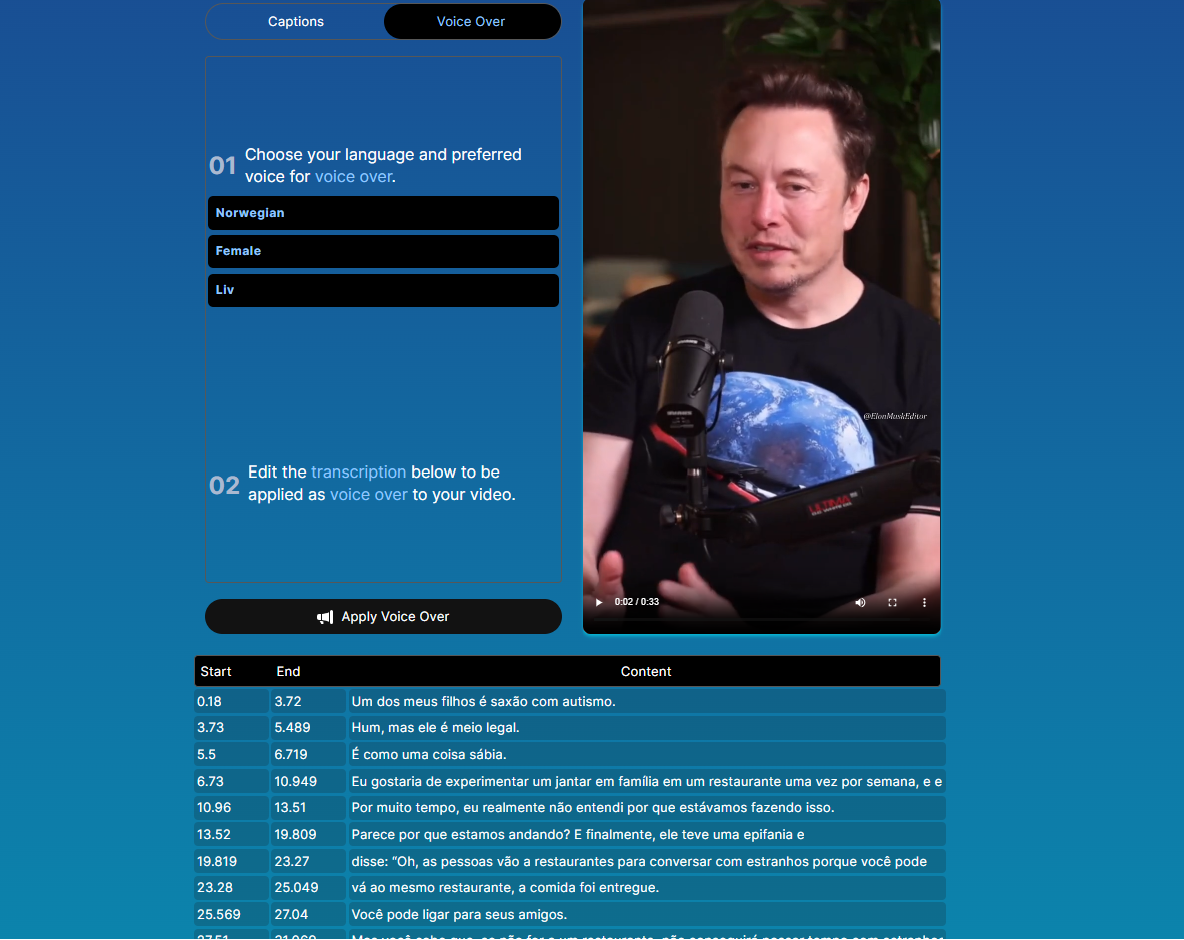 Captions
Voice Over
01
Choose your language and preferred
voice for voice over.
Norwegian
Female
Liv
02
Edit the transcription below to be
applied as voice over to your video.
Apply Voice Over
@ElonMuskEditor
ULTIMA
0:02 / 0:33
Start End Content
0.18 3.72 Um dos meus filhos é saxão com autismo.
3.73 5.489 Hum, mas ele é meio legal.
5.5 6.719 É como uma coisa sábia.
6.73 10.949 Eu gostaria de experimentar um jantar em família em um restaurante uma vez por semana, e e
10.96 13.51 Por muito tempo, eu realmente não entendi por que estávamos fazendo isso.
13.52 19.809 Parece por que estamos andando? E finalmente, ele teve uma epifania e
19.819 23.27 disse: “Oh, as pessoas vão a restaurantes para conversar com estranhos porque você pode
23.28 25.049 vá ao mesmo restaurante, a comida foi entregue.
25.569 27.04 Você pode ligar para seus amigos.